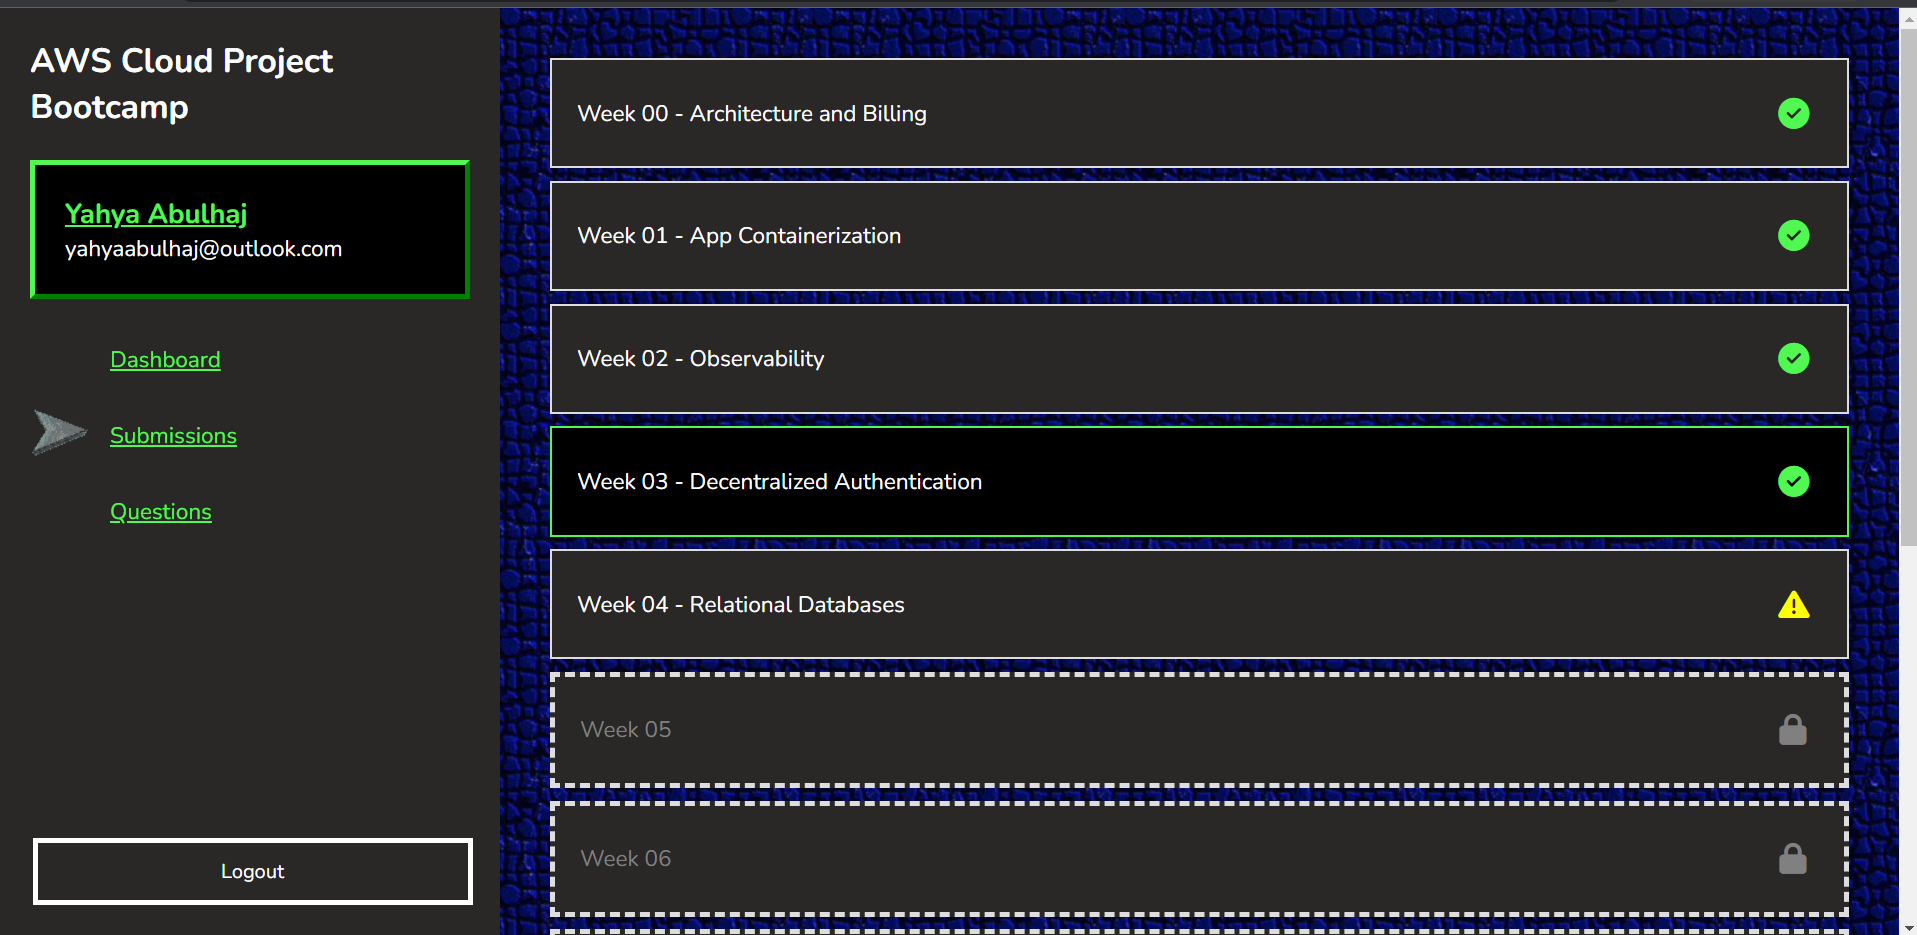 AWS Cloud Project
Bootcamp
Yahya Abulhaj
yahyaabulhaj@outlook.com
Dashboard
Submissions
Questions
Logout
Week 00 - Architecture and Billing
Week 01 - App Containerization
Week 02 - Observability
Week 03 - Decentralized Authentication
Week 04 - Relational Databases
Week 05
Week 06